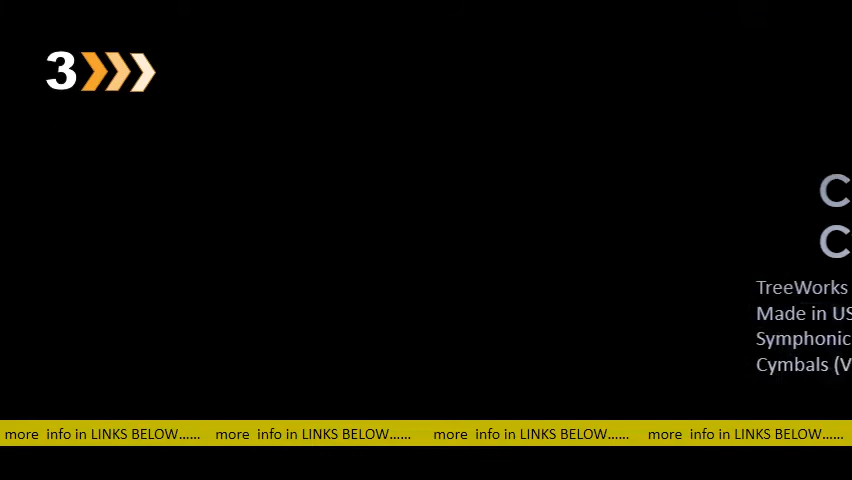 3
C
C
TreeWorks
Made in US
Symphonic
Cymbals (V
more info in LINKS BELOW...... more info in LINKS BELOW...... more info in LINKS BELOW...... more info in LINKS BELOW......